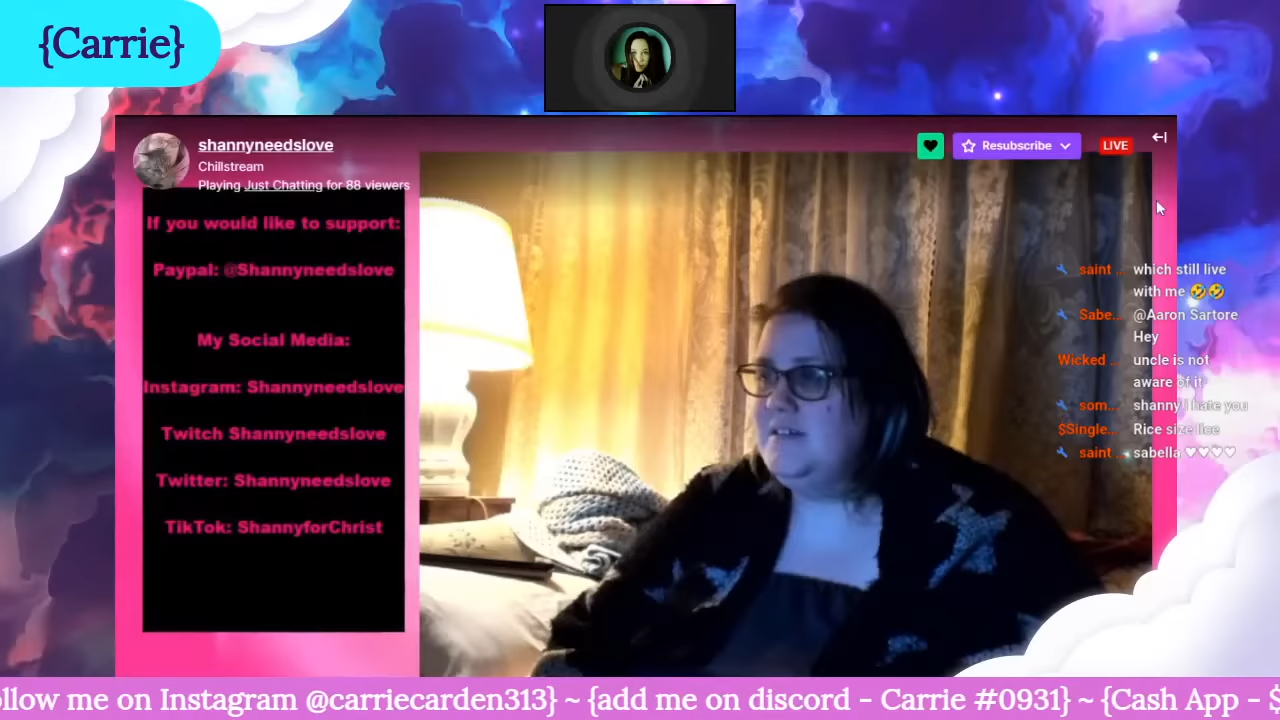 {Carrie}
shannyneedslove
Chillstream
Playing Just Chatting for 88 viewers
Resubscribe
LIVE
If you would like to support:
Paypal: @Shannyneedslove
My Social Media:
Instagram: Shannyneedslove
Twitch Shannyneedslove
Twitter: Shannyneedslove
TikTok: ShannyforChrist
saint ... which still live
with me 🤣🤣
Sabe... @Aaron Sartore
Hey
Wicked ... uncle is not
aware of it
som... shanny i hate you
$Single... Rice size lice
saint ... sabella ♥♥♥♥
ollow me on Instagram @carriecarden313} ~ {add me on discord - Carrie #0931} ~ {Cash App - $